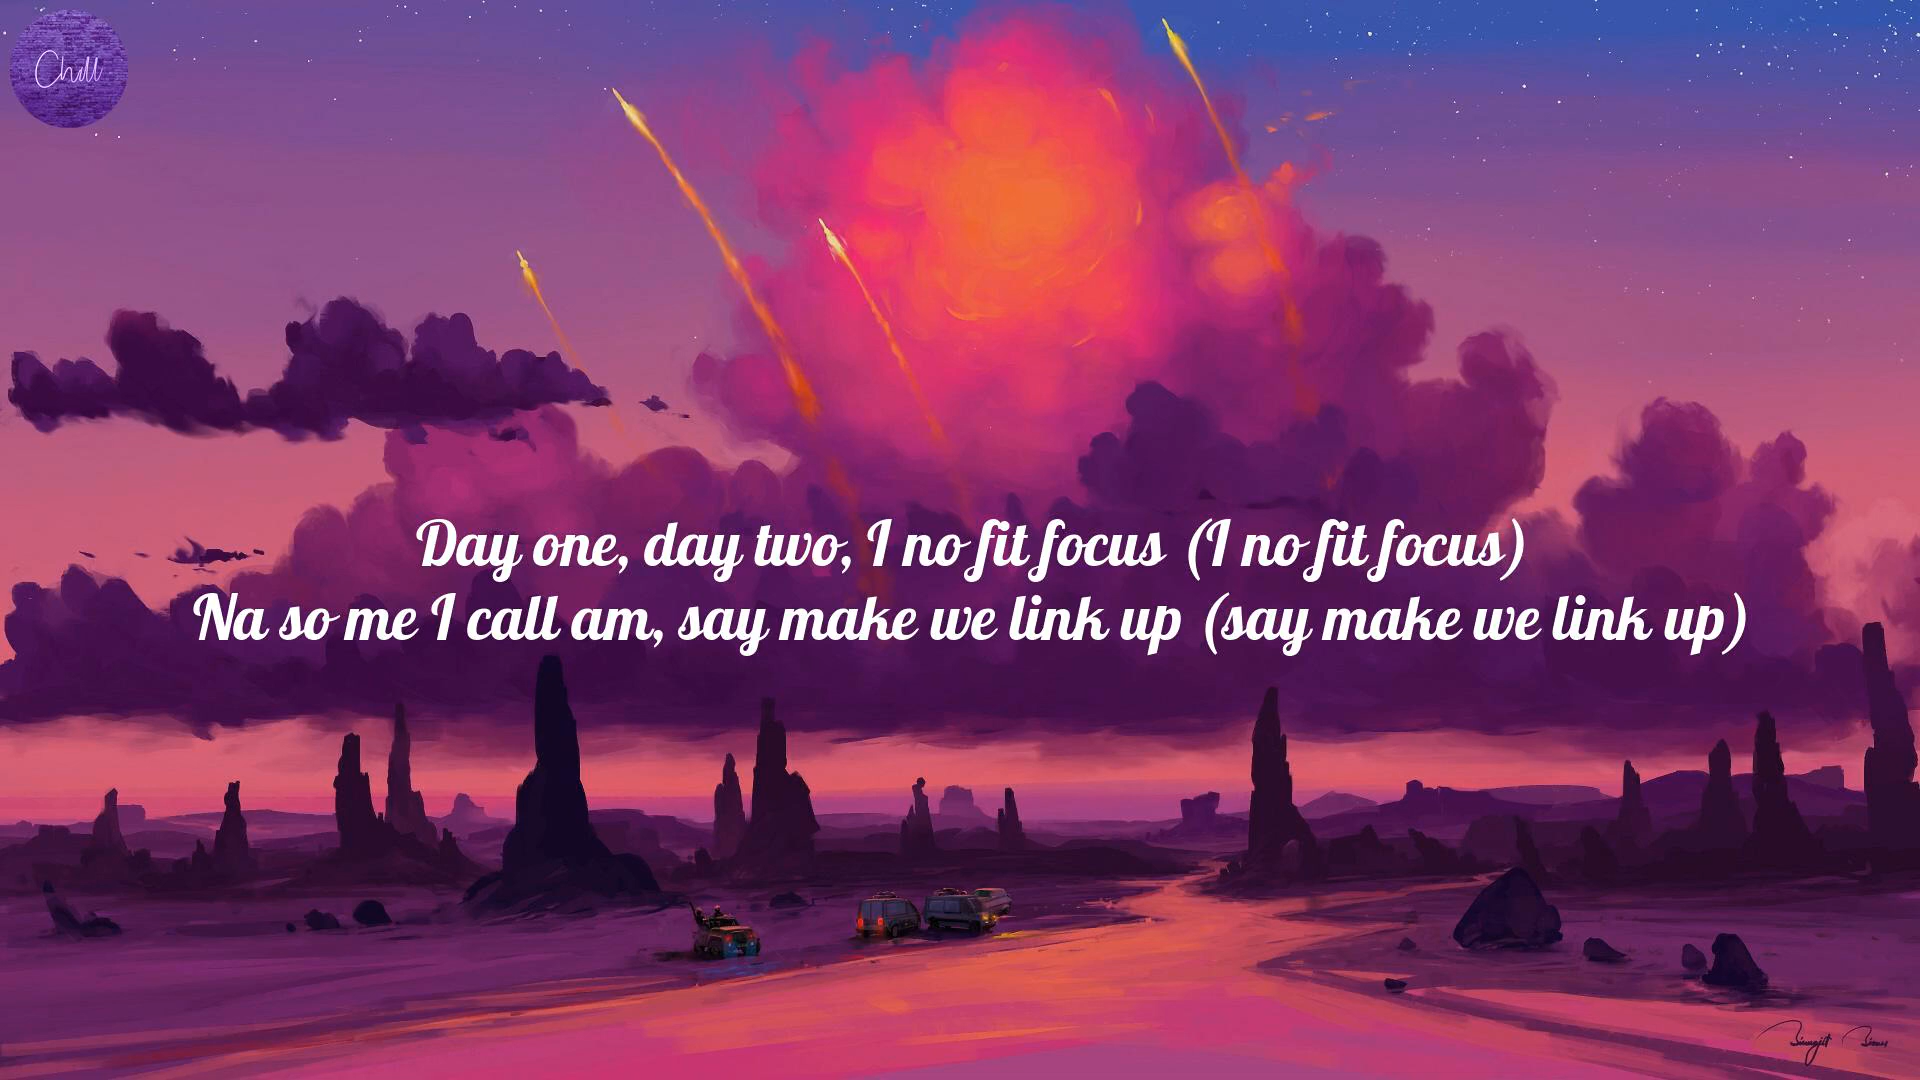 Chill
Day one, day two, I no fit focus (I no fit focus)
Na so me I call am, say make we link up (say make we link up)